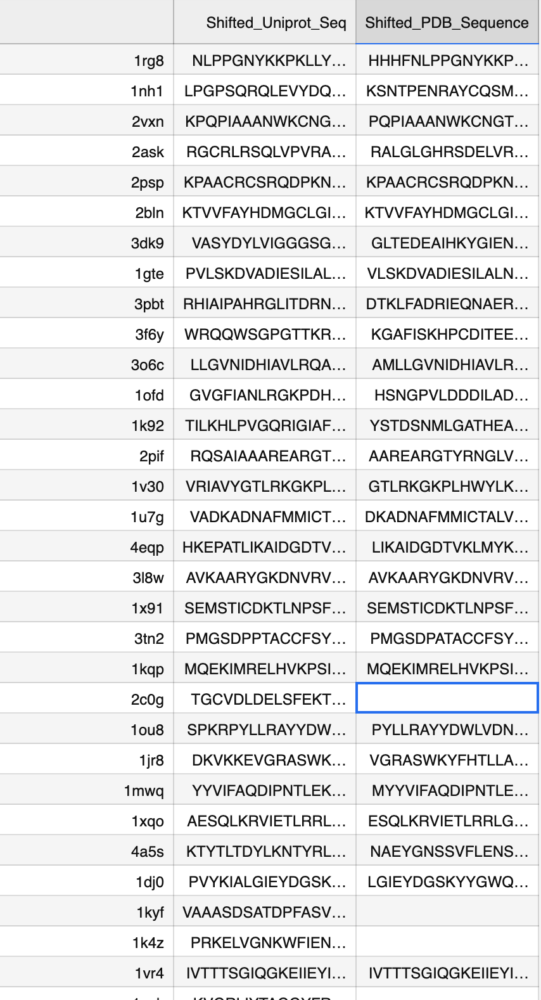 Shifted_Uniprot_Seq Shifted_PDB_Sequence
1rg8 NLPPGNYKKPKLLY... HHHFNLPPGNYKKP...
1nh1 LPGPSQRQLEVYDQ... KSNTPENRAYCQSM...
2vxn KPQPIAAANWKCNG... PQPIAAANWKCNGT...
2ask RGCRLRSQLVPVRA... RALGLGHRSDELVR...
2psp KPAACRCSRQDPKN... KPAACRCSRQDPKN...
2bln KTVVFAYHDMGCLGI... KTVVFAYHDMGCLGI...
3dk9 VASYDYLVIGGGSG... GLTEDEAIHKYGIEN...
1gte PVLSKDVADIESILAL... VLSKDVADIESILALN...
3pbt RHIAIPAHRGLITDRN... DTKLFADRIEQNAER...
3f6y WRQQWSGPGTTKR... KGAFISKHPCDITEE...
3o6c LLGVNIDHIAVLRQA... AMLLGVNIDHIAVLR...
1ofd GVGFIANLRGKPDH... HSNGPVLDDDILAD...
1k92 TILKHLPVGQRIGIAF... YSTDSNMLGATHEA...
2pif RQSAIAAAREARGT... AAREARGTYRNGLV...
1v30 VRIAVYGTLRKGKPL... GTLRKGKPLHWYLK...
1u7g VADKADNAFMMICT... DKADNAFMMICTALV...
4eqp HKEPATLIKAIDGDTV... LIKAIDGDTVKLMYK...
3l8w AVKAARYGKDNVRV... AVKAARYGKDNVRV...
1x91 SEMSTICDKTLNPSF... SEMSTICDKTLNPSF...
3tn2 PMGSDPPTACCFSY... PMGSDPATACCFSY...
1kqp MQEKIMRELHVKPSI... MQEKIMRELHVKPSI...
2c0g TGCVDLDELSFEKT...
1ou8 SPKRPYLLRAYYDW... PYLLRAYYDWLVDN...
1jr8 DKVKKEVGRASWK... VGRASWKYFHTLLA...
1mwq YYVIFAQDIPNTLEK... MYYVIFAQDIPNTLE...
1xqo AESQLKRVIETLRRL... ESQLKRVIETLRRLG...
4a5s KTYTLTDYLKNTYRL... NAEYGNSSVFLENS...
1dj0 PVYKIALGIEYDGSK... LGIEYDGSKYYGWQ...
1kyf VAAASDSATDPFASV...
1k4z PRKELVGNKWFIEN...
1vr4 IVTTTSGIQGKEIIEYI... IVTTTSGIQGKEIIEYI...